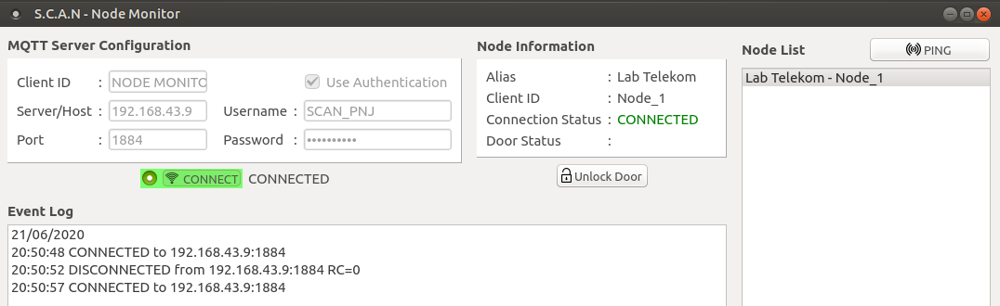 S.C.A.N - Node Monitor
MQTT Server Configuration
Client ID : NODE MONITO
Use Authentication
Server/Host : 192.168.43.9
Username : SCAN_PNJ
Port : 1884
Password : ••••••••••
CONNECT CONNECTED
Node Information
Alias : Lab Telekom
Client ID : Node_1
Connection Status : CONNECTED
Door Status :
Unlock Door
Node List
PING
Lab Telekom - Node_1
Event Log
21/06/2020
20:50:48 CONNECTED to 192.168.43.9:1884
20:50:52 DISCONNECTED from 192.168.43.9:1884 RC=0
20:50:57 CONNECTED to 192.168.43.9:1884